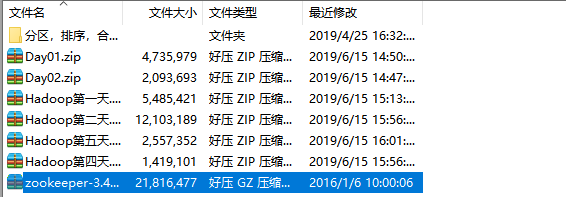 文件名 文件大小 文件类型 最近修改
分区，排序，合... 文件夹 2019/4/25 16:32:...
Day01.zip 4,735,979 好压 ZIP 压缩... 2019/6/15 14:50:...
Day02.zip 2,093,693 好压 ZIP 压缩... 2019/6/15 14:47:...
Hadoop第一天.... 5,485,421 好压 ZIP 压缩... 2019/6/15 15:13:...
Hadoop第二天.... 12,103,189 好压 ZIP 压缩... 2019/6/15 15:56:...
Hadoop第五天.... 2,557,352 好压 ZIP 压缩... 2019/6/15 16:01:...
Hadoop第四天.... 1,419,101 好压 ZIP 压缩... 2019/6/15 15:56:...
zookeeper-3.4... 21,816,477 好压 GZ 压缩... 2016/1/6 10:00:06